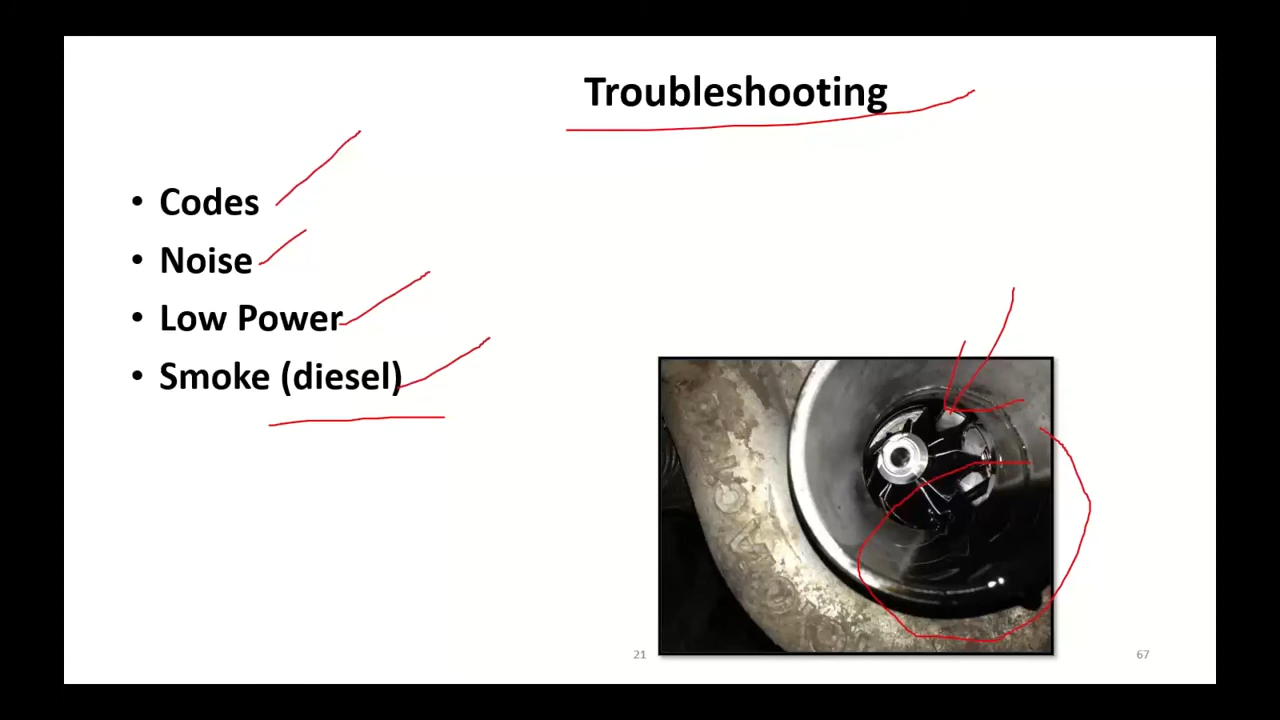 Troubleshooting
• Codes
• Noise
• Low Power
• Smoke (diesel)
21
67